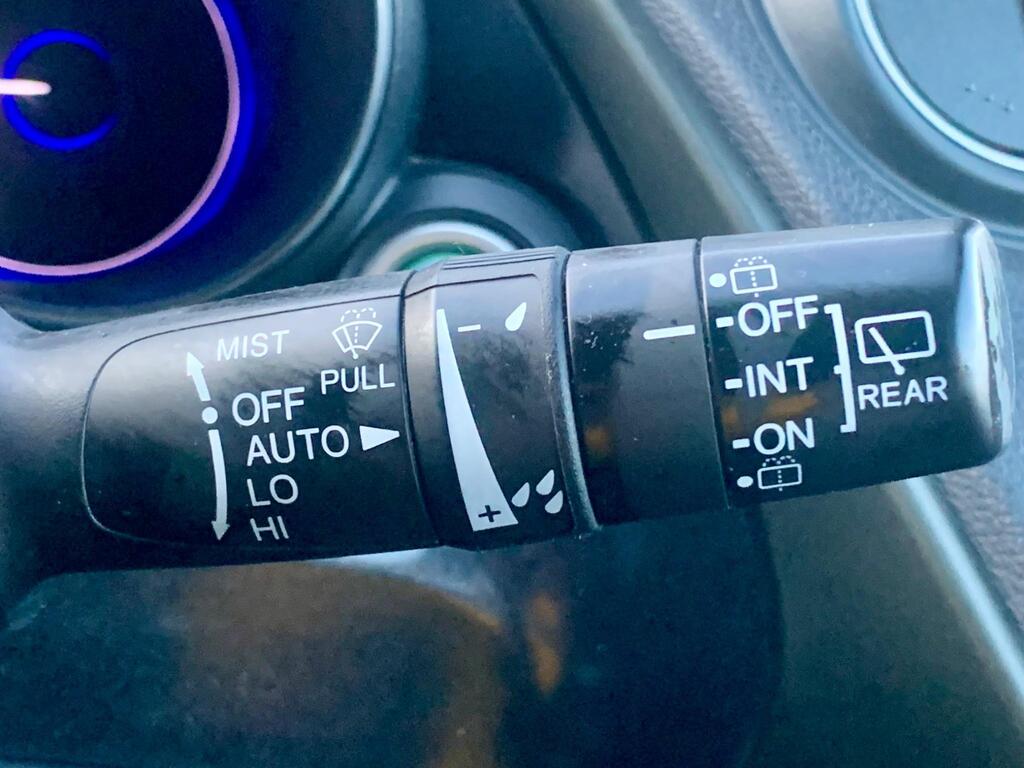 MIST
PULL
OFF
AUTO
LO
HI
-
+
OFF
INT
ON
REAR